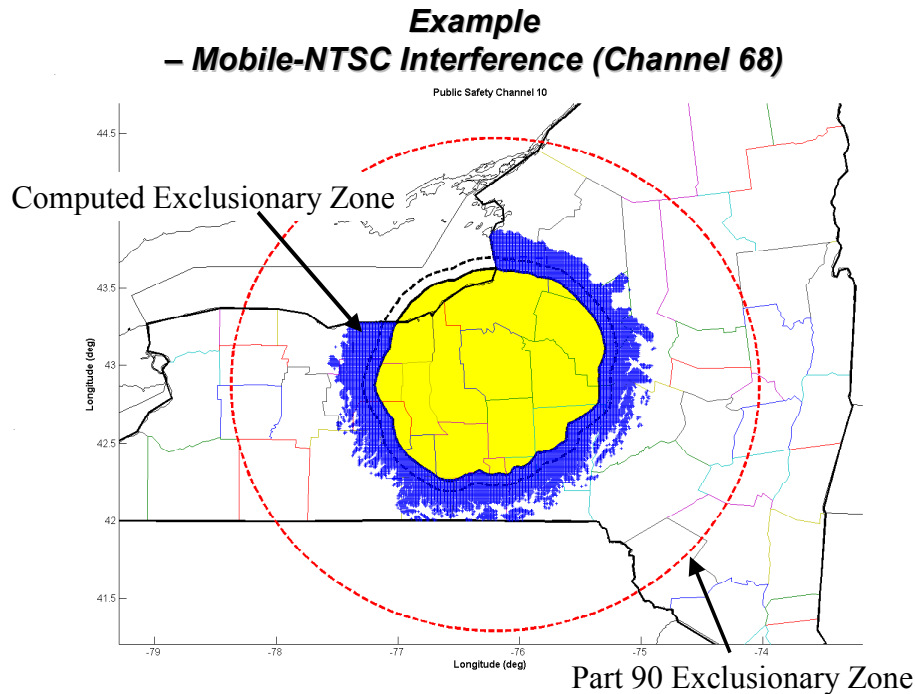 Example
– Mobile-NTSC Interference (Channel 68)
Public Safety Channel 10
44.5
Computed Exclusionary Zone
43.5
Longitude (deg)
43
42.5
42
41.5
-79
-78
-77
-76
-75
-74
Longitude (deg)
Part 90 Exclusionary Zone